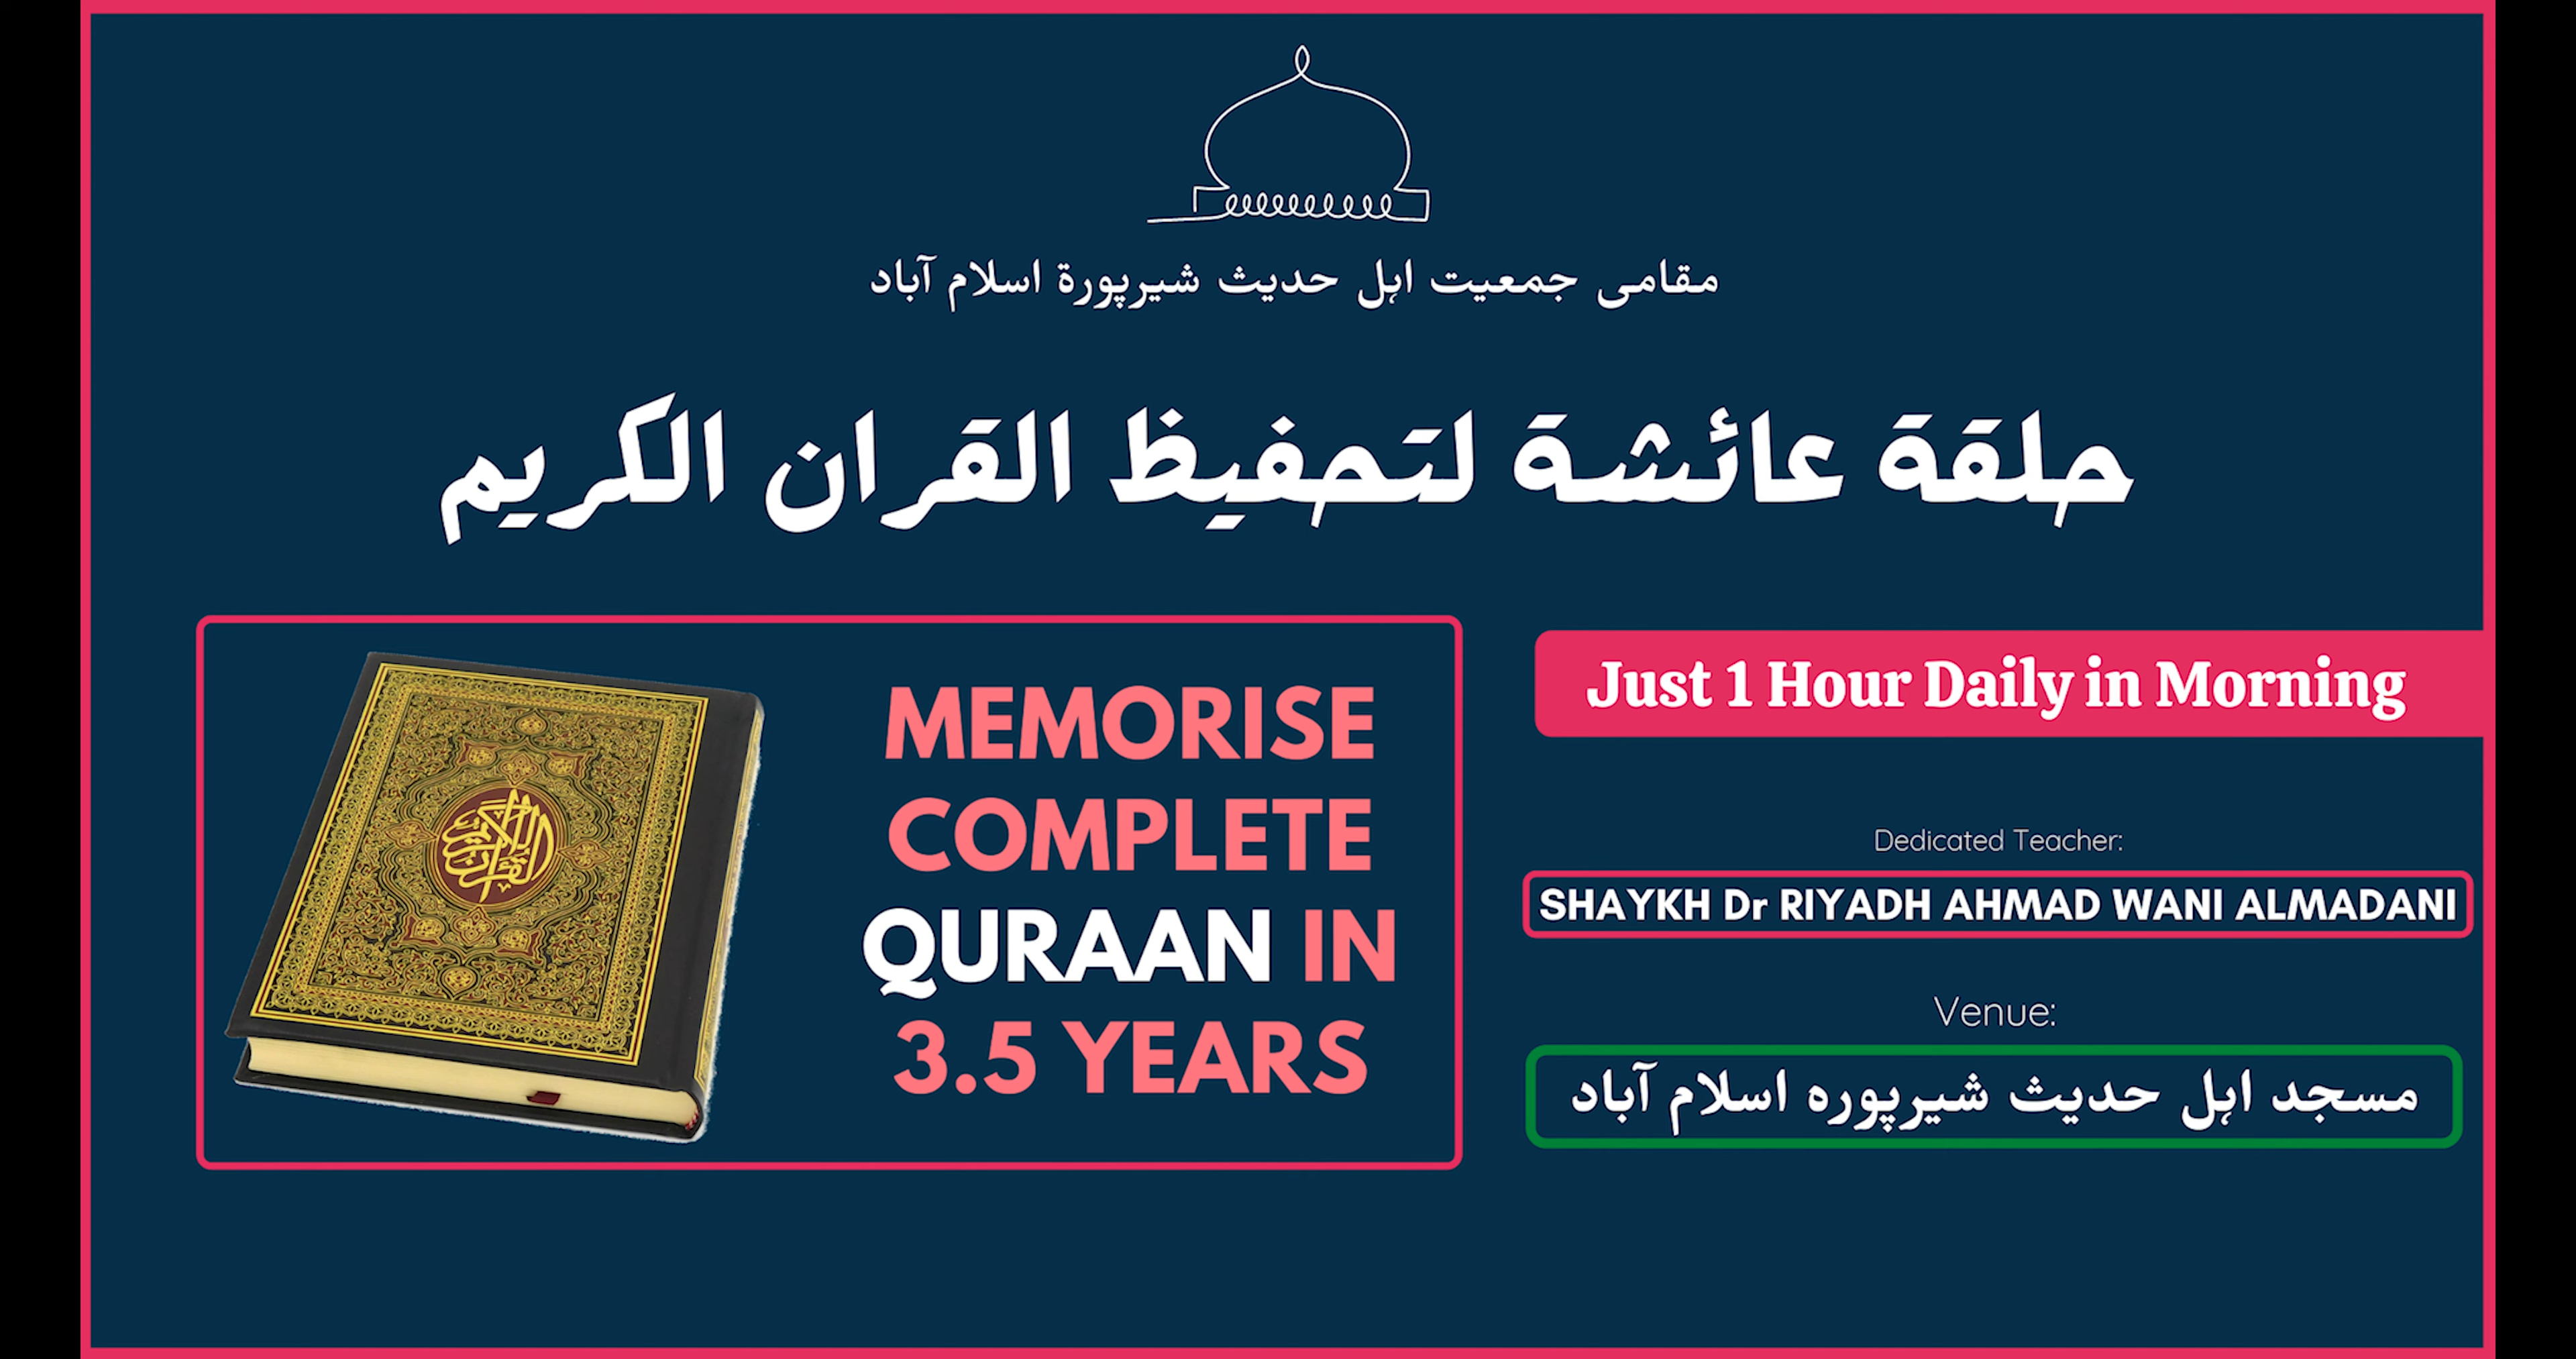 مقامی جمعیت اہل حدیث شیرپورة اسلام آباد
حلقة عائشة لتحفيظ القران الكريم
القرآن الكريم
MEMORISE
COMPLETE
QURAAN IN
3.5 YEARS
Just 1 Hour Daily in Morning
Dedicated Teacher:
SHAYKH Dr RIYADH AHMAD WANI ALMADANI
Venue:
مسجد اہل حدیث شیرپورہ اسلام آباد